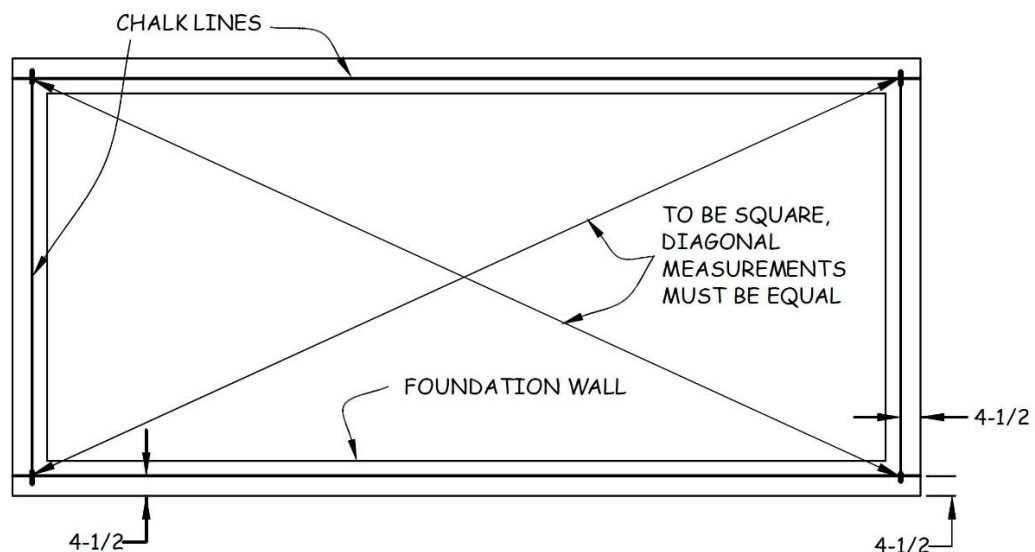 CHALK LINES
TO BE SQUARE,
DIAGONAL
MEASUREMENTS
MUST BE EQUAL
FOUNDATION WALL
4-1/2
4-1/2
4-1/2